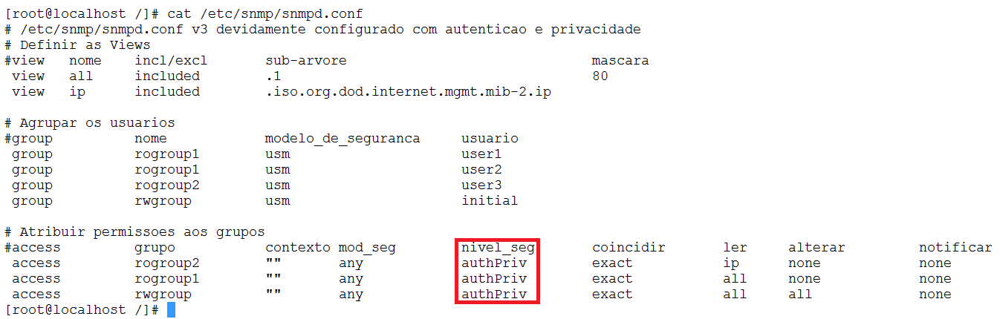 [root@localhost /]# cat /etc/snmp/snmpd.conf
# /etc/snmp/snmpd.conf v3 devidamente configurado com autenticao e privacidade
# Definir as Views
#view   nome    incl/excl       sub-arvore                              mascara
 view   all     included        .1                                      80
 view   ip      included        .iso.org.dod.internet.mgmt.mib-2.ip

# Agrupar os usuarios
#group          nome            modelo_de_seguranca     usuario
 group          rogroup1        usm                     user1
 group          rogroup1        usm                     user2
 group          rogroup2        usm                     user3
 group          rwgroup         usm                     initial

# Atribuir permissoes aos grupos
#access         grupo           contexto mod_seg        nivel_seg       coincidir       ler     alterar         notificar
 access         rogroup2        ""       any            authPriv        exact           ip      none            none
 access         rogroup1        ""       any            authPriv        exact           all     none            none
 access         rwgroup         ""       any            authPriv        exact           all     all             none
[root@localhost /]#